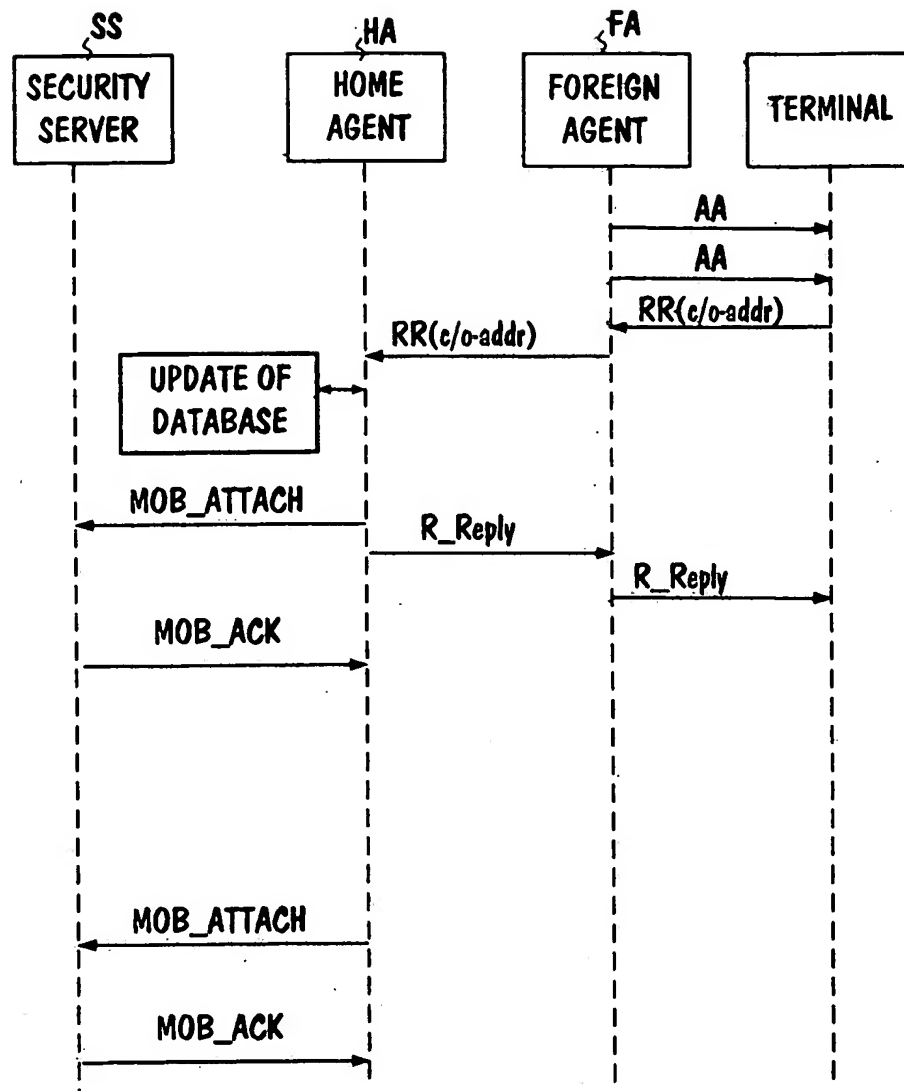 SS
HA
FA
SECURITY
SERVER
HOME
AGENT
FOREIGN
AGENT
TERMINAL
AA
AA
RR(c/o-addr)
RR(c/o-addr)
UPDATE OF
DATABASE
MOB_ATTACH
R_Reply
R_Reply
MOB_ACK
MOB_ATTACH
MOB_ACK